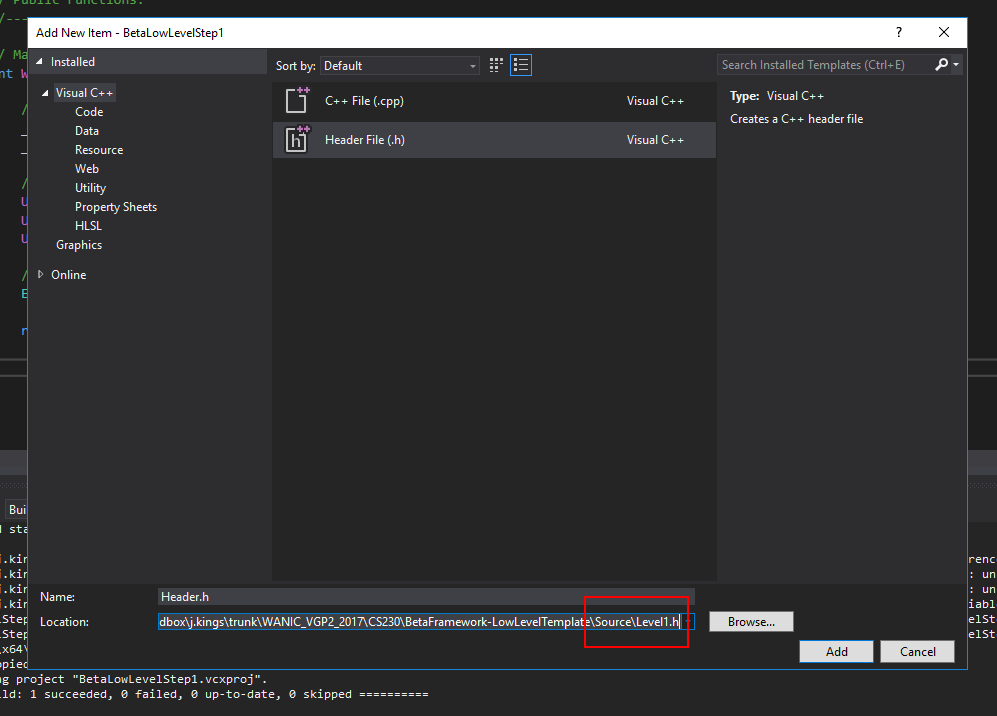 / Public Functions:
/---
Add New Item - BetaLowLevelStep1
?
/ Ma
nt W
Installed
Sort by: Default
Search Installed Templates (Ctrl+E)
Visual C++
Code
Data
Resource
Web
Utility
Property Sheets
HLSL
Graphics
Online
C++ File (.cpp)
Visual C++
Header File (.h)
Visual C++
Type: Visual C++
Creates a C++ header file
Bui
d sta
Name: Header.h
Location: dbox\j.kings\trunk\WANIC_VGP2_2017\CS230\BetaFramework-LowLevelTemplate\Source\Level1.h
Browse...
Add
Cancel
j.kin
j.kin
j.kin
j.kin
lStep
lStep
\x64\
opied
renc
: un
: un
iabl
elSt
elSt
ng project "BetaLowLevelStep1.vcxproj".
ld: 1 succeeded, 0 failed, 0 up-to-date, 0 skipped ==========